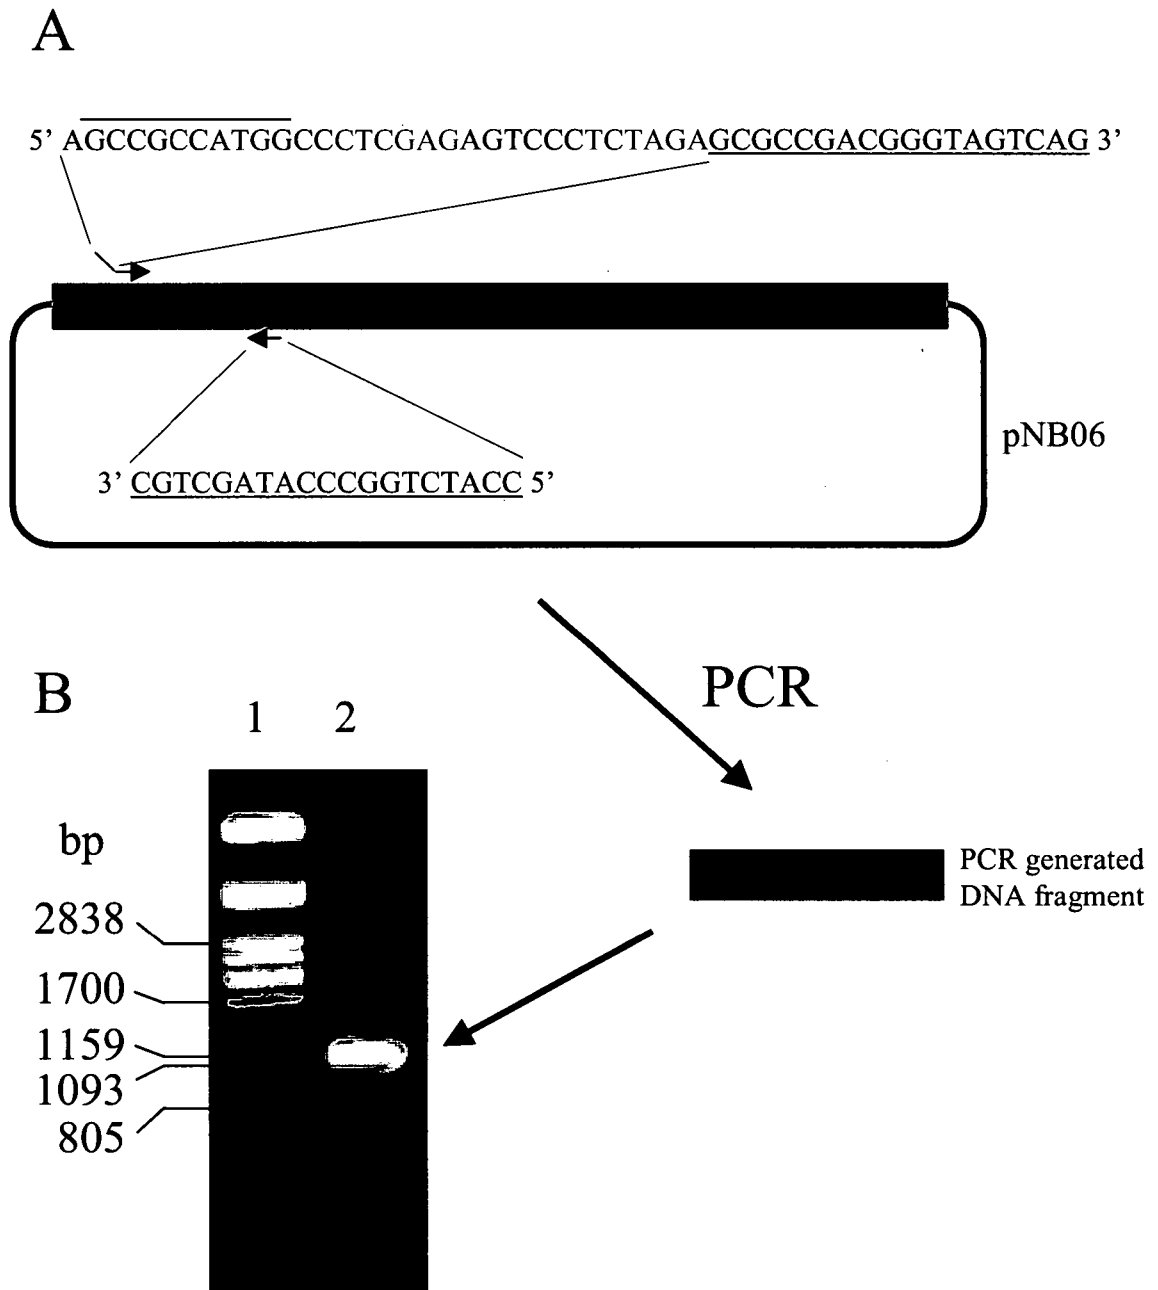 A
5' AGCCGCCATGGCCCTCGAGAGTCCCTCTAGAGCGCCGACGGGTAGTCAG 3'
pNB06
3' CGTCGATACCCGGTCTACC 5'
PCR
B
1 2
bp
2838
1700
1159
1093
805
PCR generated
DNA fragment